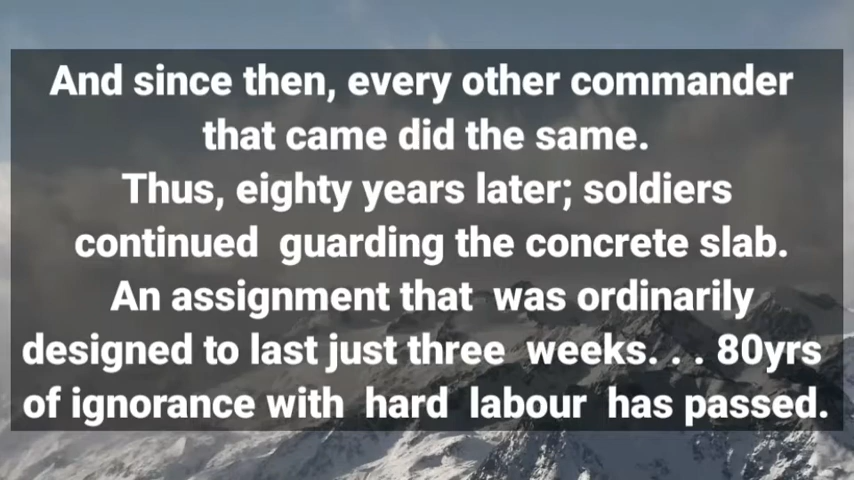 And since then, every other commander
that came did the same.
Thus, eighty years later; soldiers
continued guarding the concrete slab.
An assignment that was ordinarily
designed to last just three weeks. . . 80yrs
of ignorance with hard labour has passed.